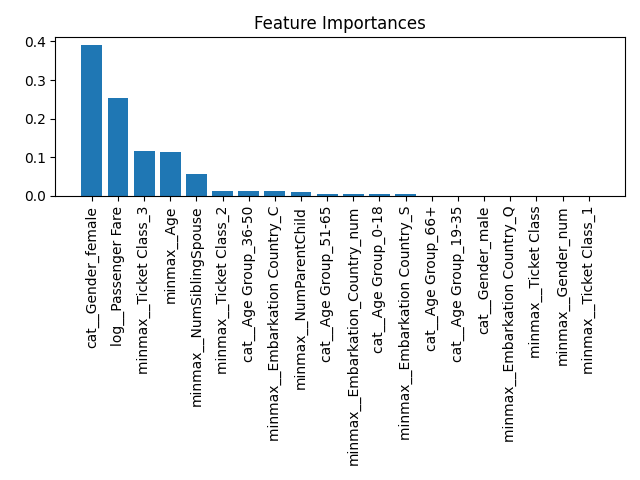 Feature Importances
0.4
0.3
0.2
0.1
0.0
cat__Gender_female
log__Passenger Fare
minmax__Ticket Class_3
minmax__Age
minmax__NumSiblingSpouse
minmax__Ticket Class_2
cat__Age Group_36-50
minmax__Embarkation Country_C
minmax__NumParentChild
cat__Age Group_51-65
minmax__Embarkation_Country_num
cat__Age Group_0-18
minmax__Embarkation Country_S
cat__Age Group_66+
cat__Age Group_19-35
cat__Gender_male
minmax__Embarkation Country_Q
minmax__Ticket Class
minmax__Gender_num
minmax__Ticket Class_1